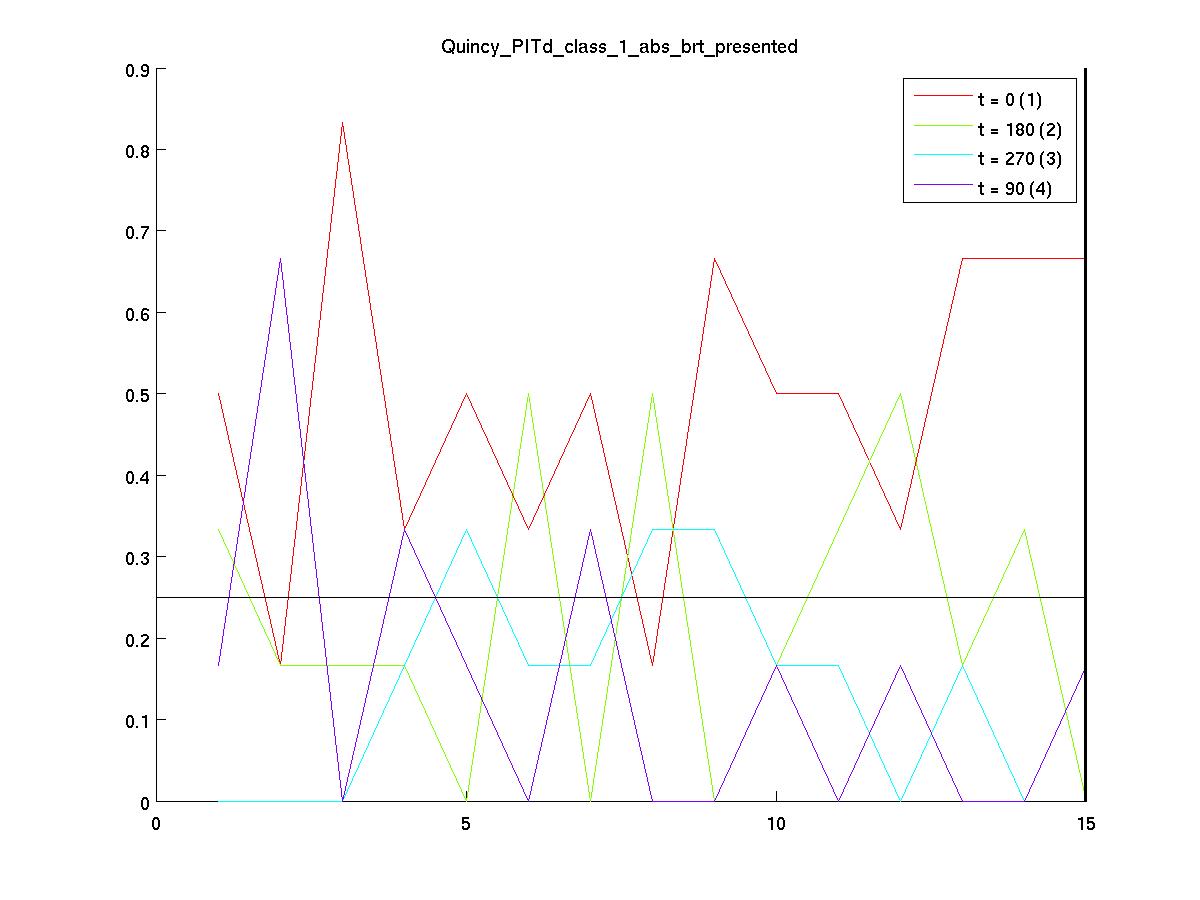 Quincy_PITd_class_1_abs_brt_presented
0.9
0.8
0.7
0.6
0.5
0.4
0.3
0.2
0.1
0
0
5
10
15
t = 0 (1)
t = 180 (2)
t = 270 (3)
t = 90 (4)